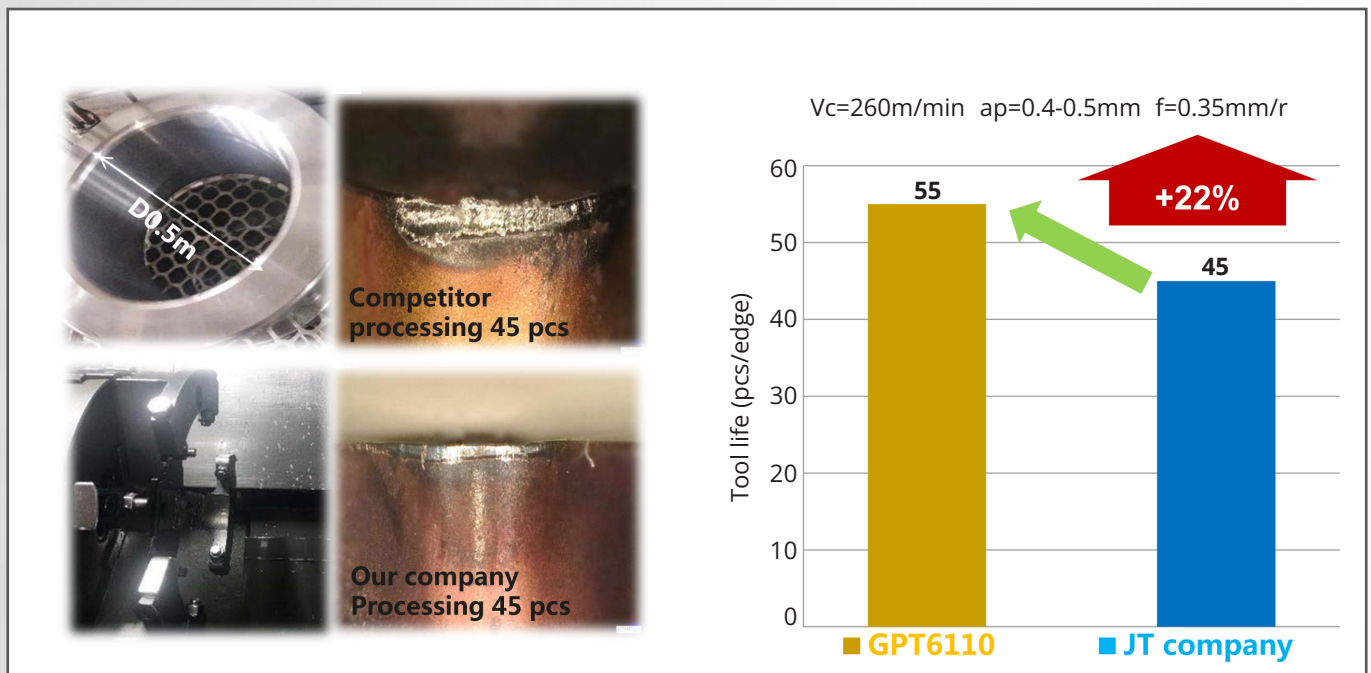 D0.5m
Competitor
processing 45 pcs
Our company
Processing 45 pcs
Vc=260m/min ap=0.4-0.5mm f=0.35mm/r
+22%
Tool life (pcs/edge)
60
50
40
30
20
10
0
55
45
GPT6110
JT company